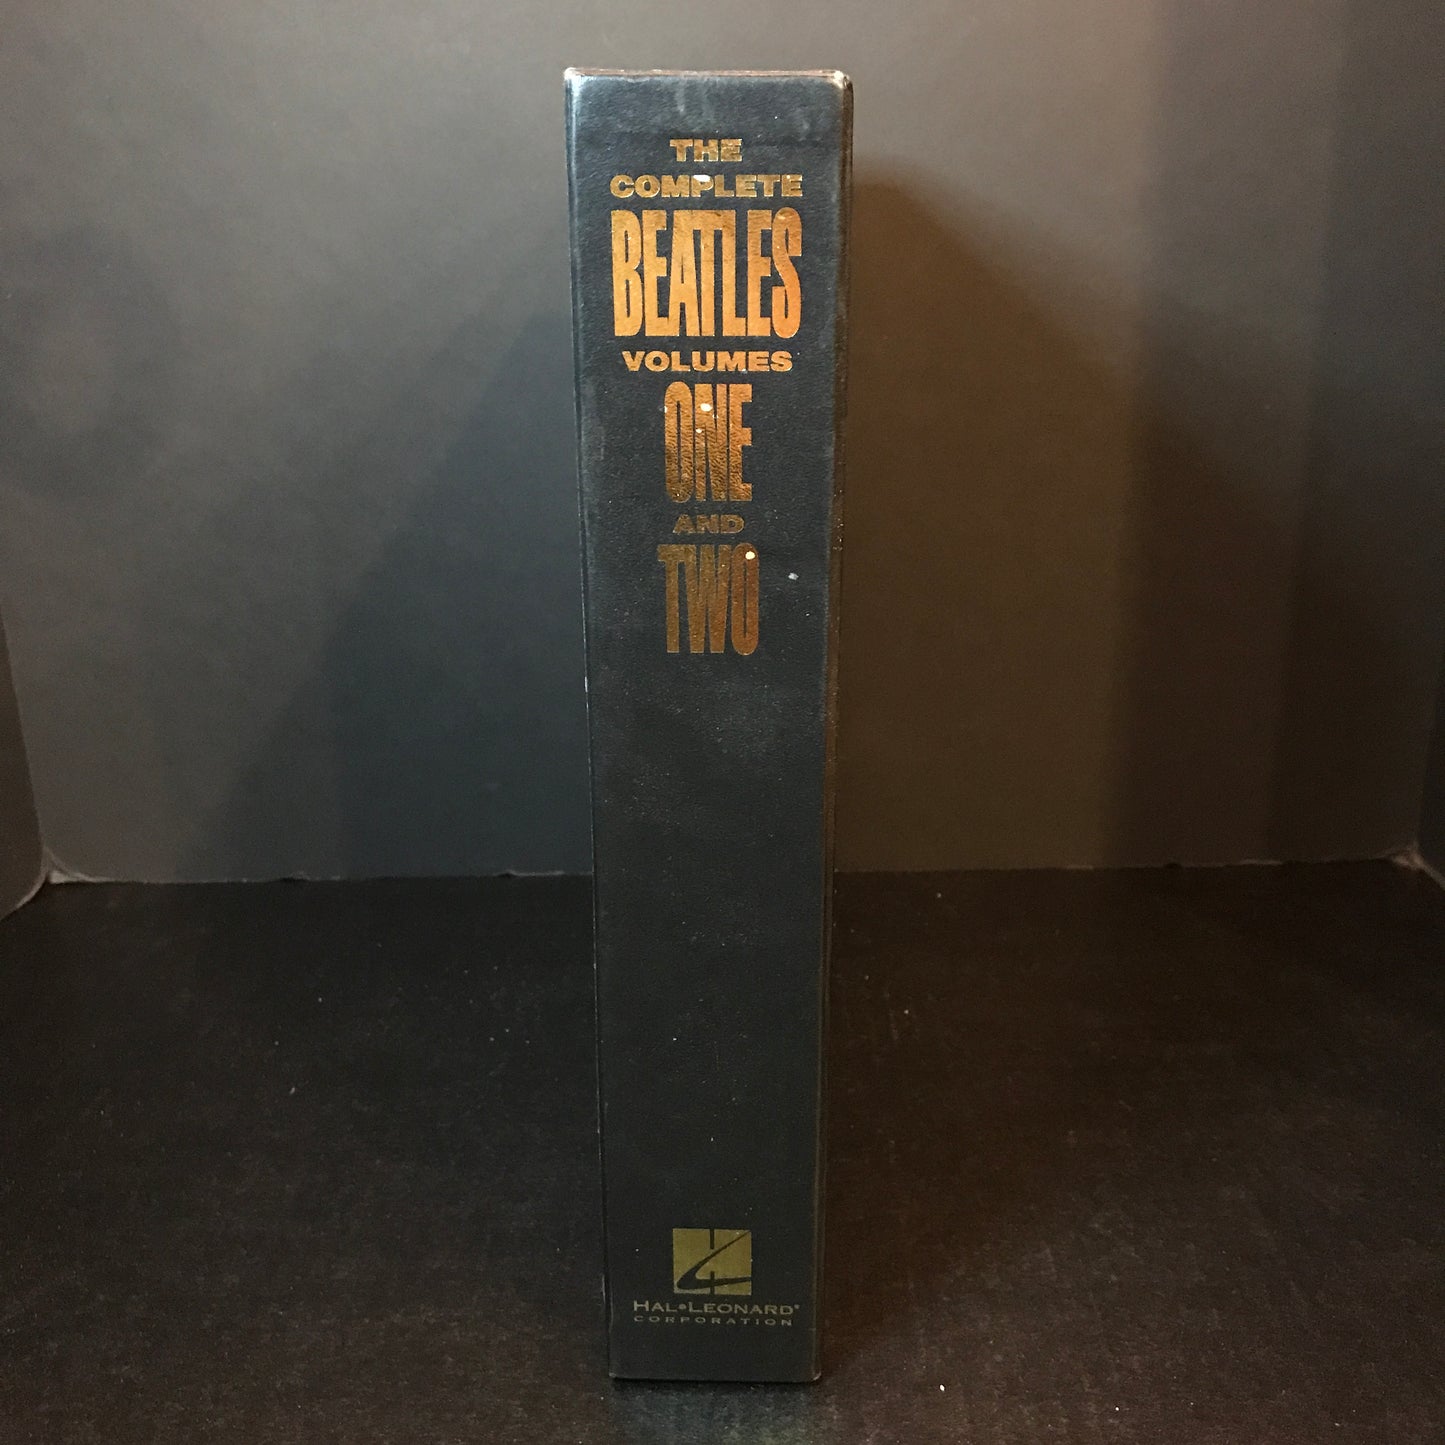 THE
COMPLETE
BEATLES
VOLUMES
ONE
AND
TWO
HAL•LEONARD®
CORPORATION